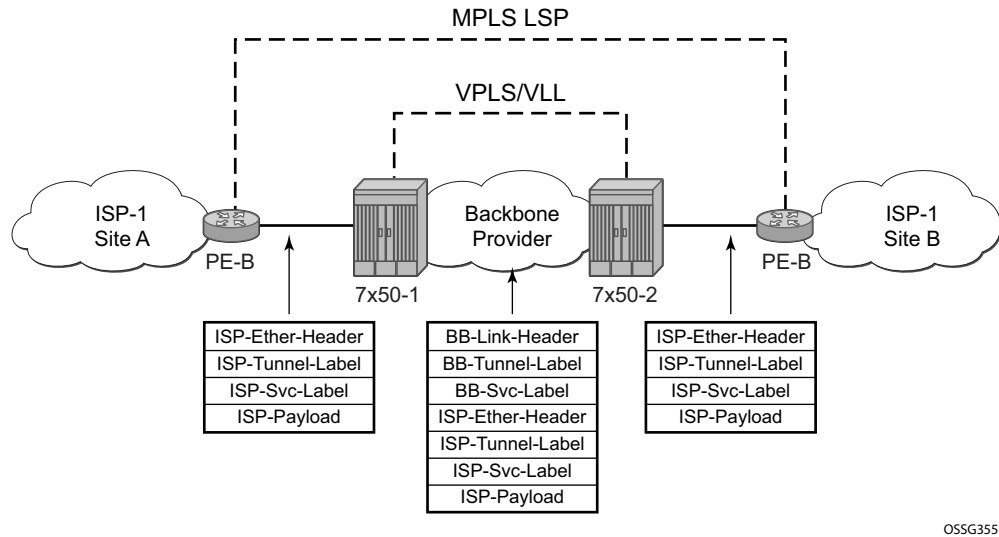 MPLS LSP
VPLS/VLL
ISP-1
Site A
PE-B
7x50-1
Backbone
Provider
7x50-2
PE-B
ISP-1
Site B
ISP-Ether-Header
ISP-Tunnel-Label
ISP-Svc-Label
ISP-Payload
BB-Link-Header
BB-Tunnel-Label
BB-Svc-Label
ISP-Ether-Header
ISP-Tunnel-Label
ISP-Svc-Label
ISP-Payload
ISP-Ether-Header
ISP-Tunnel-Label
ISP-Svc-Label
ISP-Payload
OSSG355